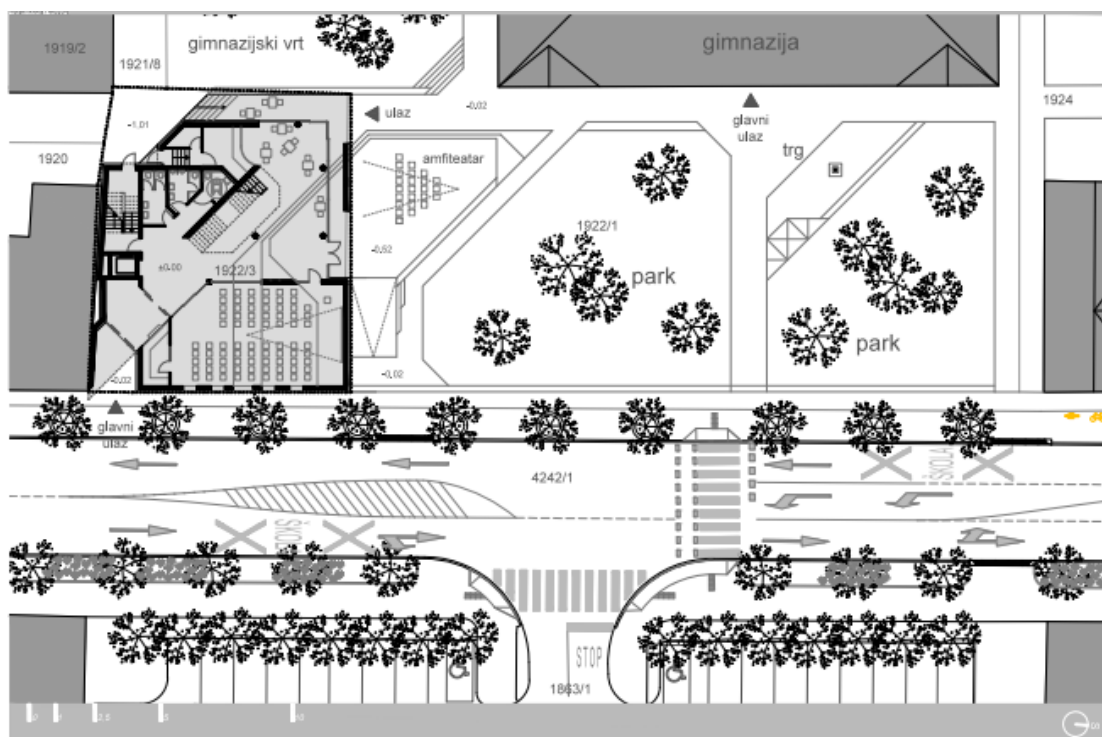 1919/2
1921/8
gimnazijski vrt
gimnazija
1924
ulaz
-0,02
-1,01
glavni
ulaz
1920
amfiteatar
trg
1922/1
-0,52
±0,00
1922/3
park
park
-0,02
-0,02
glavni
ulaz
4242/1
ŠKOLA
STOP
1863/1